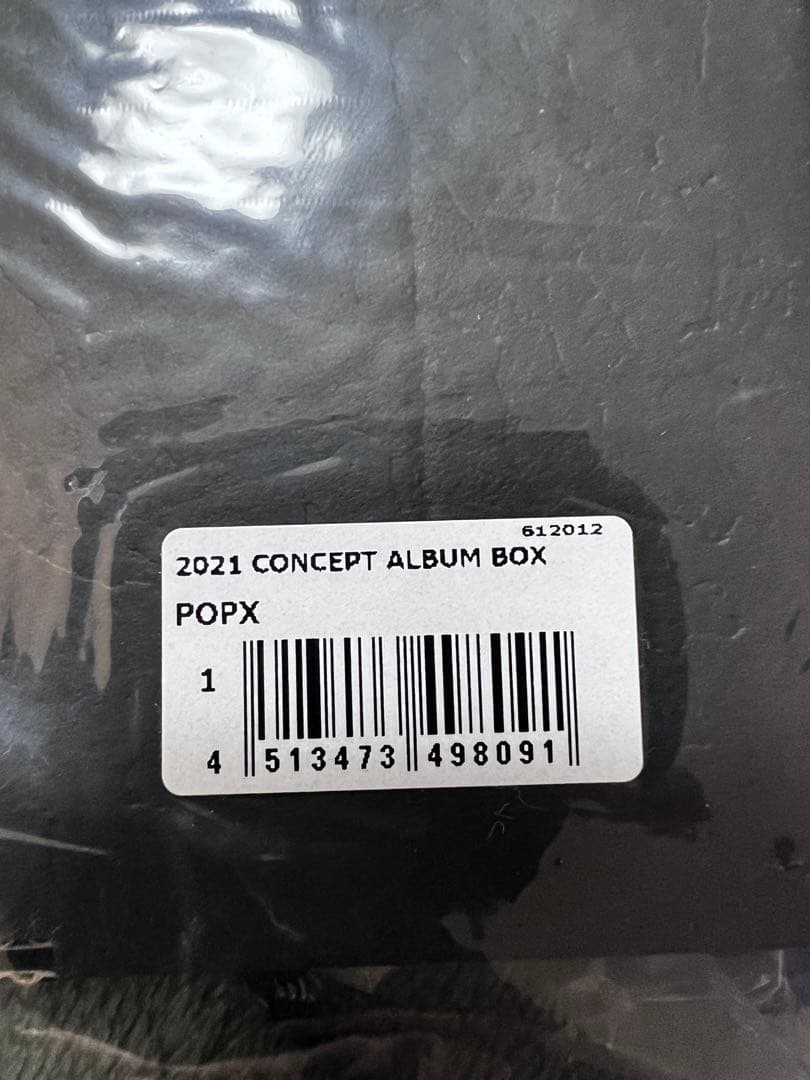 612012
2021 CONCEPT ALBUM BOX
POPX
1
4 513473 498091